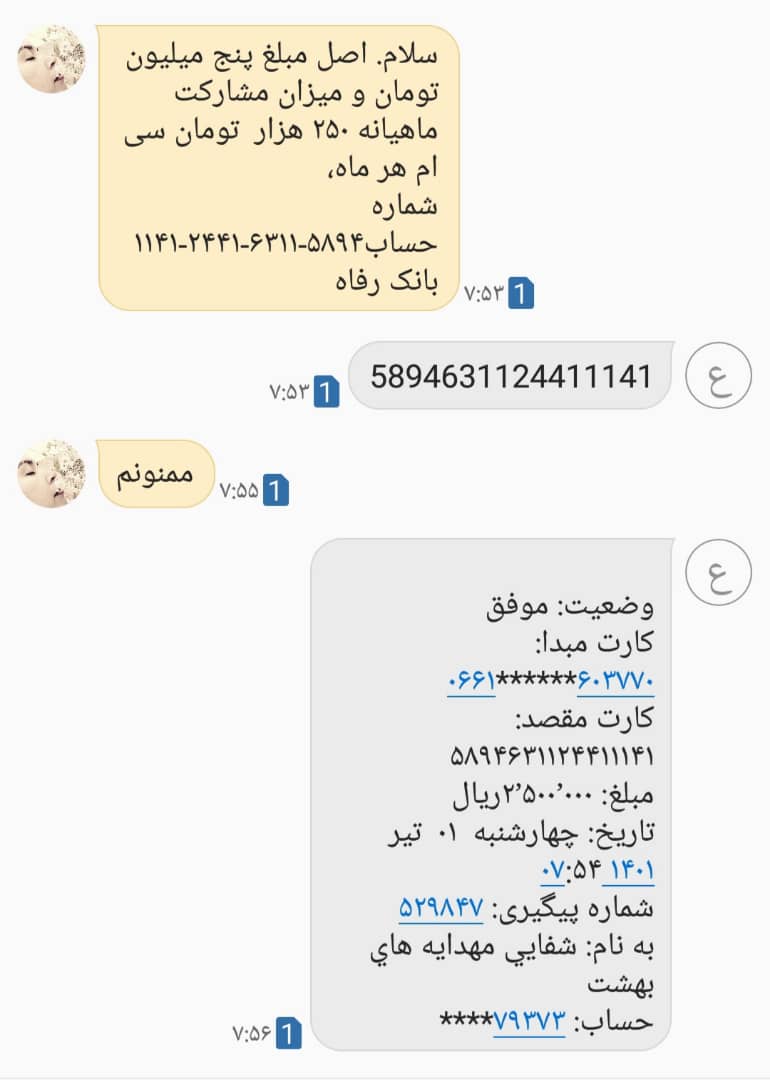 سلام. اصل مبلغ پنج میلیون
تومان و میزان مشارکت
ماهیانه ۲۵۰ هزار تومان سی
ام هر ماه،
شماره
حساب۵۸۹۴-۶۳۱۱-۲۴۴۱-۱۱۴۱
بانک رفاه
۷:۵۳ 1
ع
5894631124411141
۷:۵۳ 1
ممنونم
۷:۵۵ 1
ع
وضعیت: موفق
کارت مبدا:
۶۰۳۷۷۰******۰۶۶۱
کارت مقصد:
۵۸۹۴۶۳۱۱۲۴۴۱۱۱۴۱
مبلغ: ۲٬۵۰۰٬۰۰۰ریال
تاریخ: چهارشنبه ۰۱ تیر
۱۴۰۱ ۰۷:۵۴
شماره پیگیری: ۵۲۹۸۴۷
به نام: شفايي مهدايه هاي
بهشت
حساب: ۷۹۳۷۳****
۷:۵۶ 1